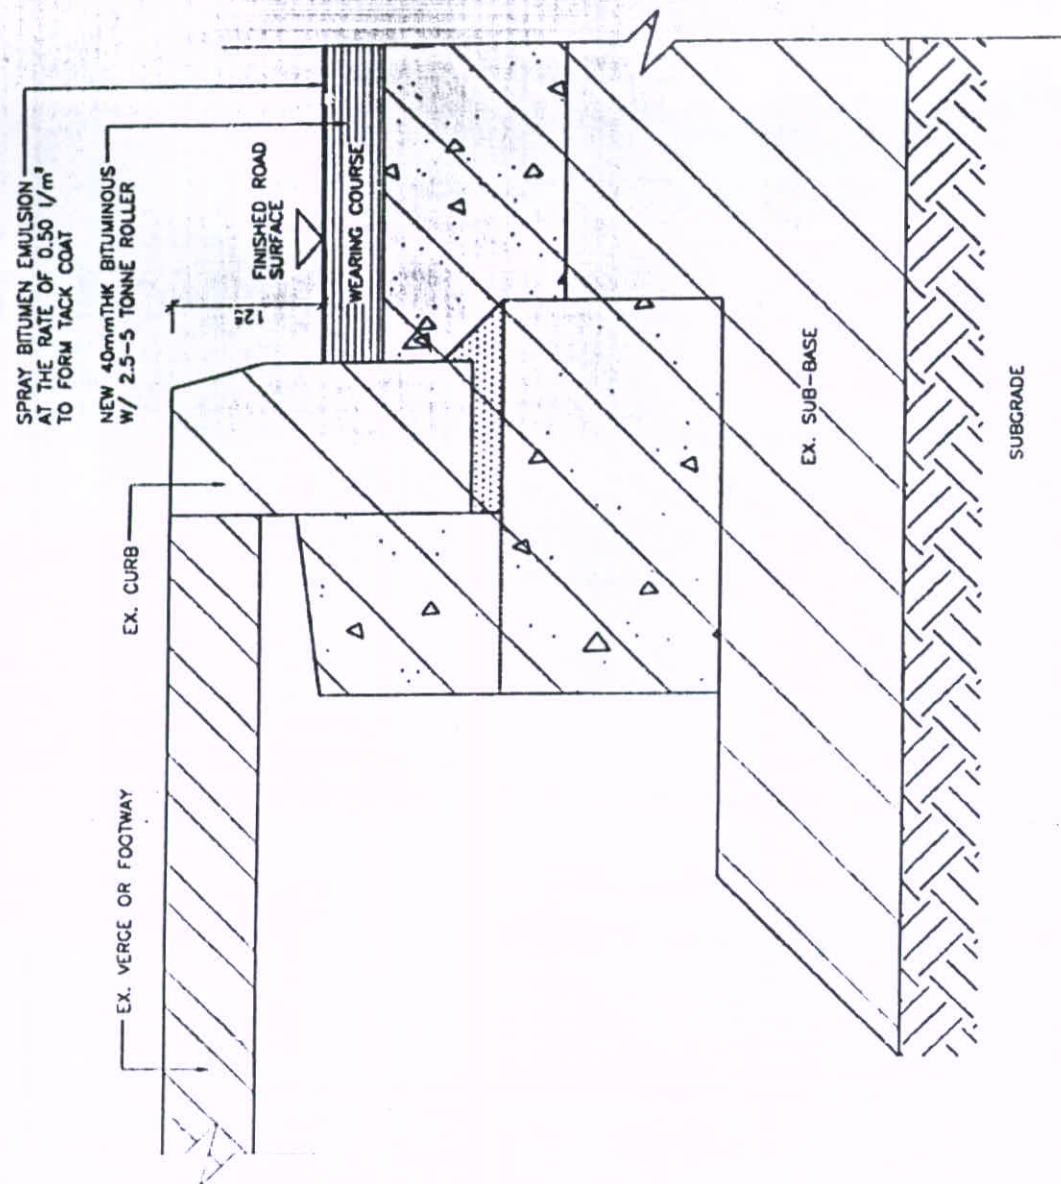 SPRAY BITUMEN EMULSION
AT THE RATE OF 0.50 l/m²
TO FORM TACK COAT
NEW 40mmTHK BITUMINOUS
W/ 2.5-5 TONNE ROLLER
FINISHED ROAD
SURFACE
WEARING COURSE
EX. CURB
EX. VERGE OR FOOTWAY
EX. SUB-BASE
SUBGRADE